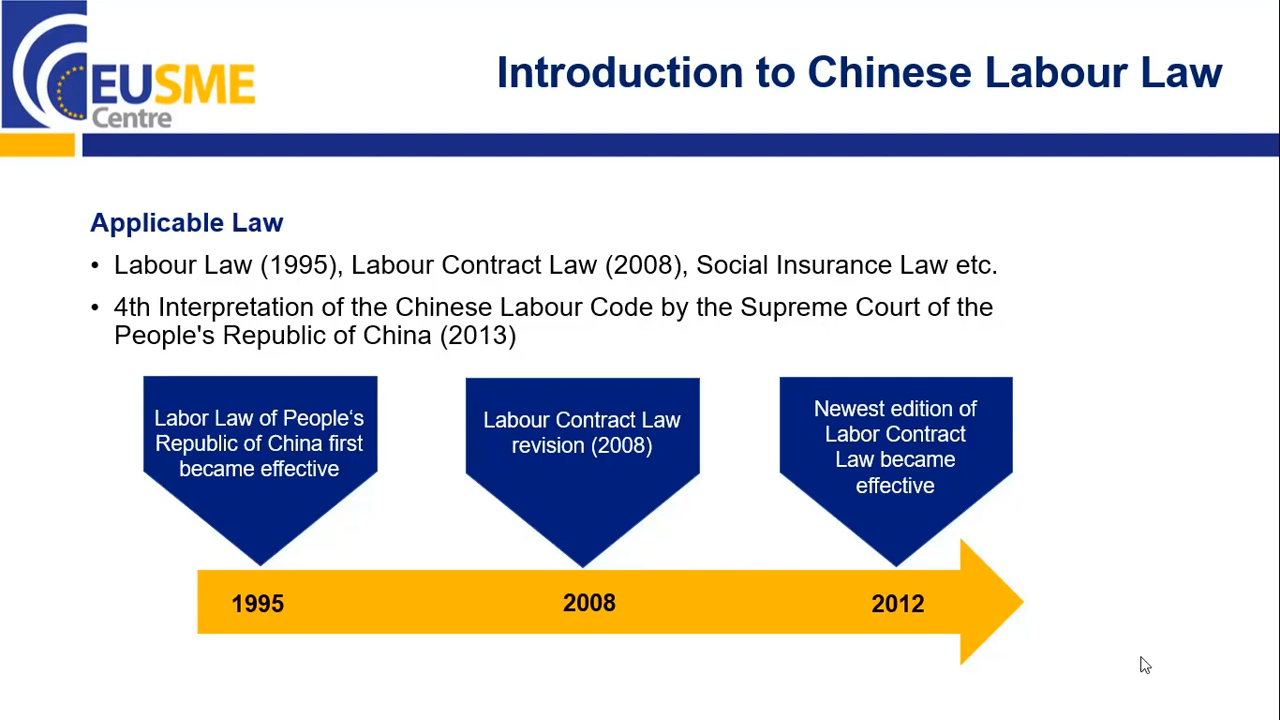 EUSME
Centre
Introduction to Chinese Labour Law
Applicable Law
• Labour Law (1995), Labour Contract Law (2008), Social Insurance Law etc.
• 4th Interpretation of the Chinese Labour Code by the Supreme Court of the
People's Republic of China (2013)
Labor Law of People‘s
Republic of China first
became effective
Labour Contract Law
revision (2008)
Newest edition of
Labor Contract
Law became
effective
1995
2008
2012